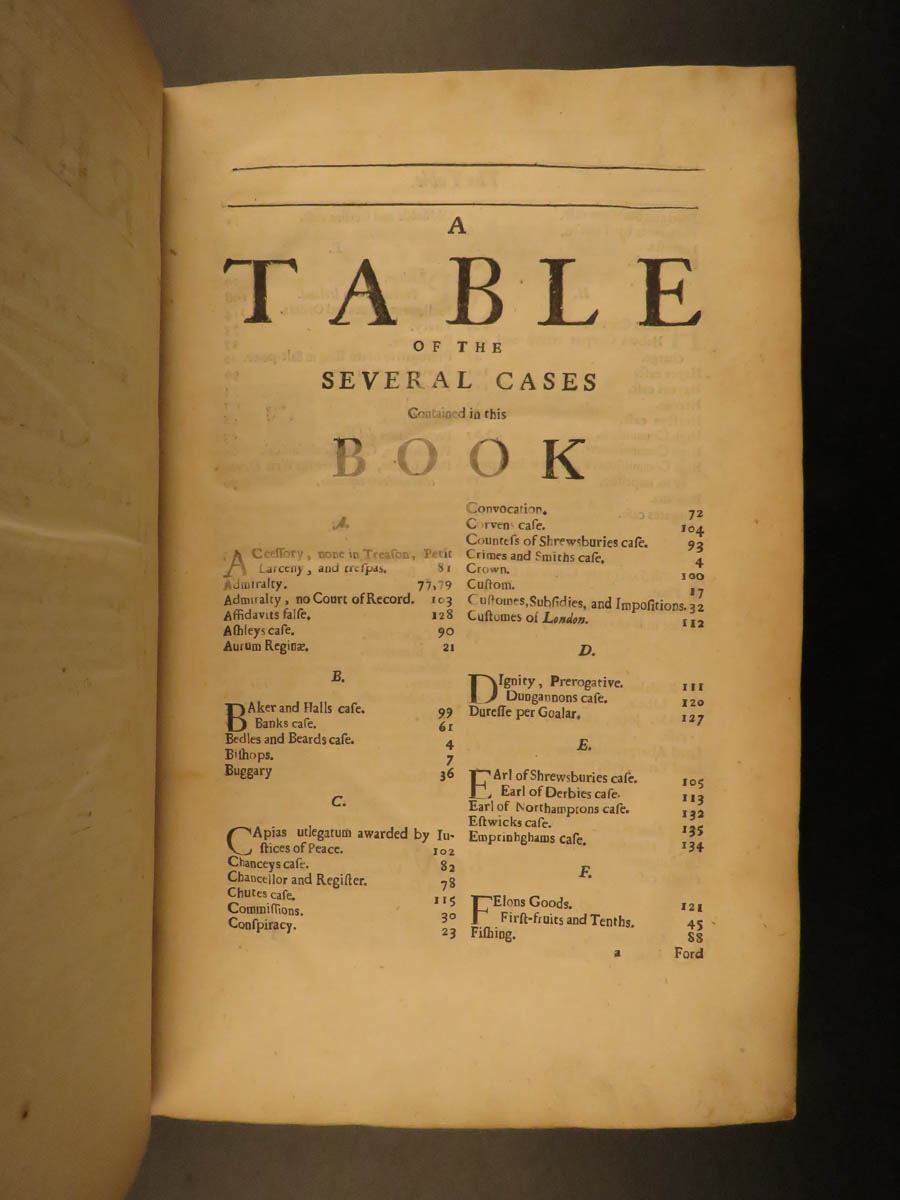 A
TABLE
OF THE
SEVERAL CASES
Contained in this
BOOK
A.
ACceſſory, none in Treaſon, Petit
Larceny, and treſpas. 81
Admiralty. 77,79
Admiralty, no Court of Record. 103
Affidavits falſe. 128
Aſhleys caſe. 90
Aurum Reginæ. 21
B.
BAker and Halls caſe. 99
Banks caſe. 61
Bedles and Beards caſe. 4
Biſhops. 7
Buggary 36
C.
CApias utlegatum awarded by Iu-
ſtices of Peace. 102
Chanceys caſe. 82
Chancellor and Regiſter. 78
Chutes caſe. 115
Commiſſions. 30
Conſpiracy. 23
Convocation. 72
Corvens caſe. 104
Counteſs of Shrewsburies caſe. 93
Crimes and Smiths caſe. 4
Crown. 100
Cuſtom. 17
Cuſtomes, Subſidies, and Impoſitions. 32
Cuſtomes of London. 112
D.
DIgnity, Prerogative. 111
Dungannons caſe. 120
Dureſſe per Goalar. 127
E.
EArl of Shrewsburies caſe. 105
Earl of Derbies caſe. 113
Earl of Northamptons caſe. 132
Eſtwicks caſe. 135
Emprinhghams caſe. 134
F.
FElons Goods. 121
Firſt-fruits and Tenths. 45
Fiſhing. 88
a Ford